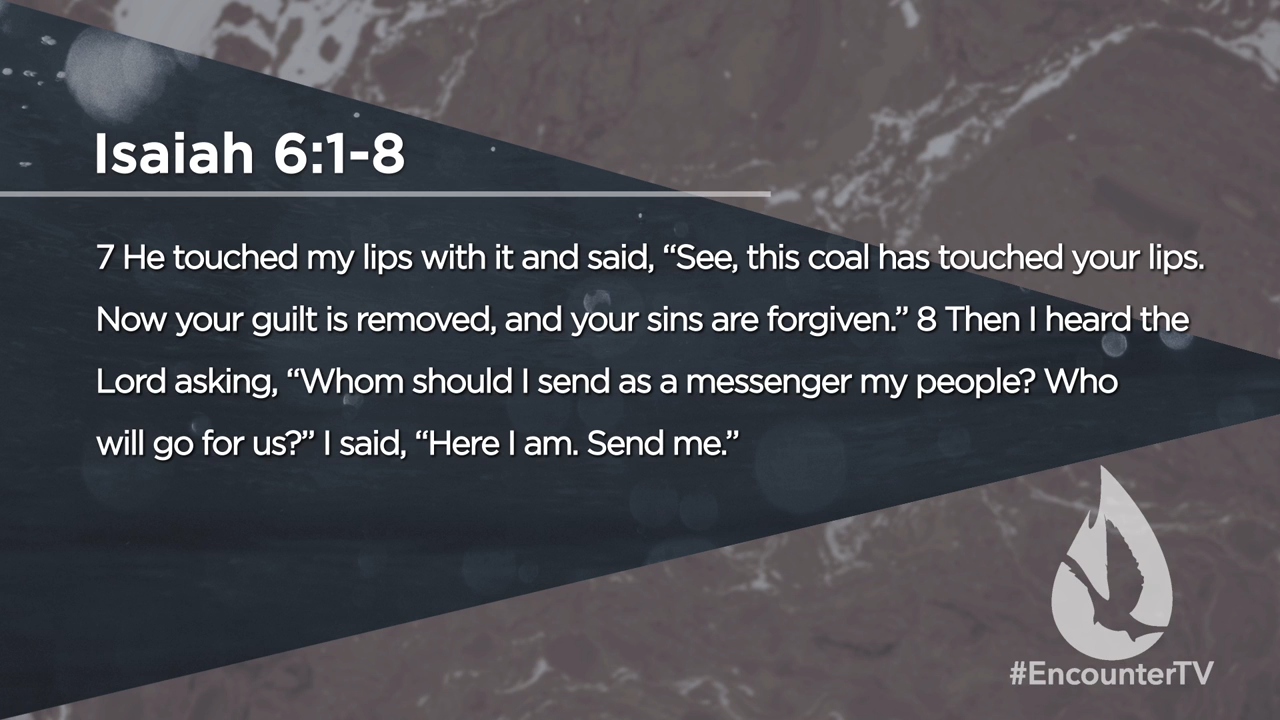 Isaiah 6:1-8
7 He touched my lips with it and said, “See, this coal has touched your lips.
Now your guilt is removed, and your sins are forgiven.” 8 Then I heard the
Lord asking, “Whom should I send as a messenger my people? Who
will go for us?” I said, “Here I am. Send me.”
#EncounterTV